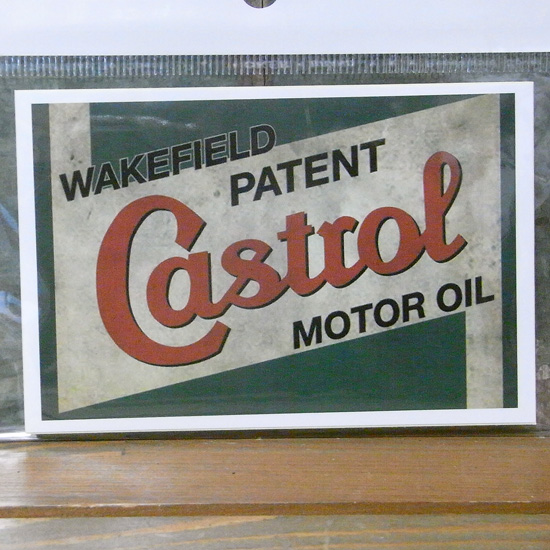 WAKEFIELD
PATENT
Castrol
MOTOR OIL